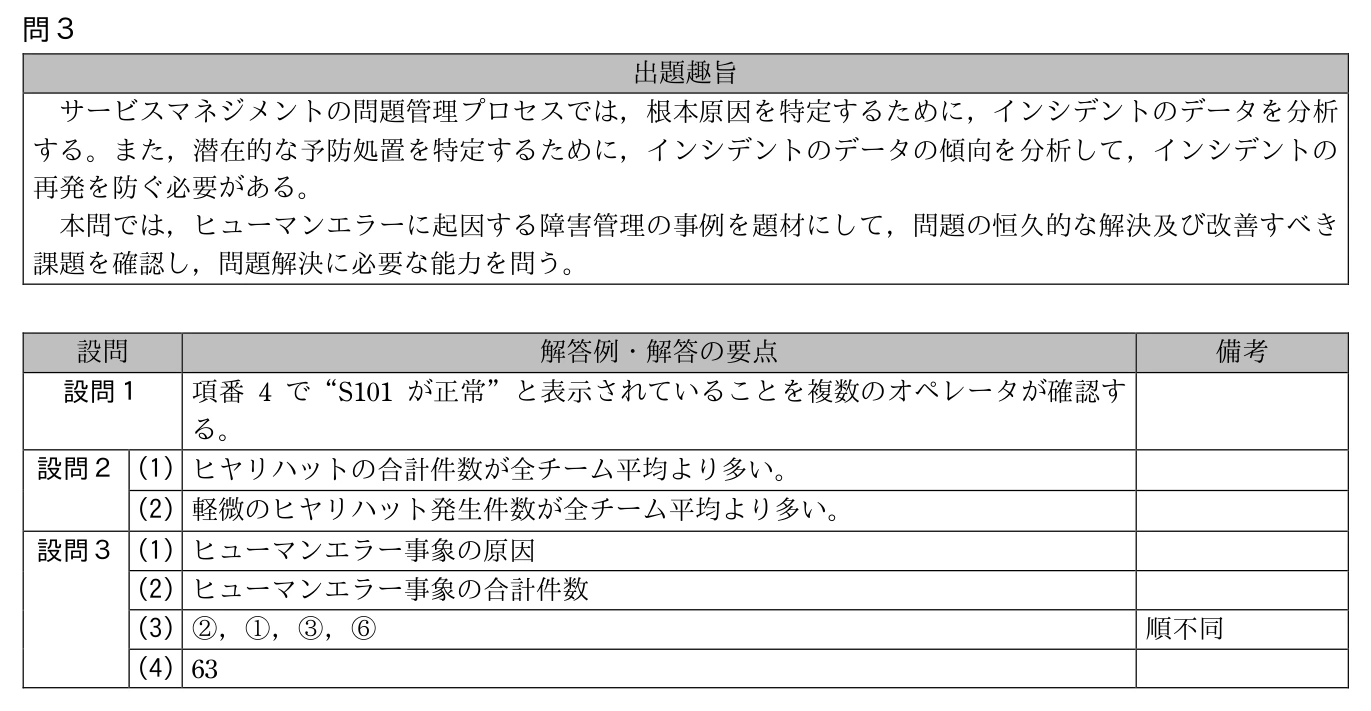 問3
出題趣旨
サービスマネジメントの問題管理プロセスでは，根本原因を特定するために，インシデントのデータを分析
する。また，潜在的な予防処置を特定するために，インシデントのデータの傾向を分析して，インシデントの
再発を防ぐ必要がある。
本問では，ヒューマンエラーに起因する障害管理の事例を題材にして，問題の恒久的な解決及び改善すべき
課題を確認し，問題解決に必要な能力を問う。
設問 解答例・解答の要点 備考
設問1 項番 4 で“S101 が正常”と表示されていることを複数のオペレータが確認す
る。
設問2 (1) ヒヤリハットの合計件数が全チーム平均より多い。
(2) 軽微のヒヤリハット発生件数が全チーム平均より多い。
設問3 (1) ヒューマンエラー事象の原因
(2) ヒューマンエラー事象の合計件数
(3) ②，①，③，⑥ 順不同
(4) 63